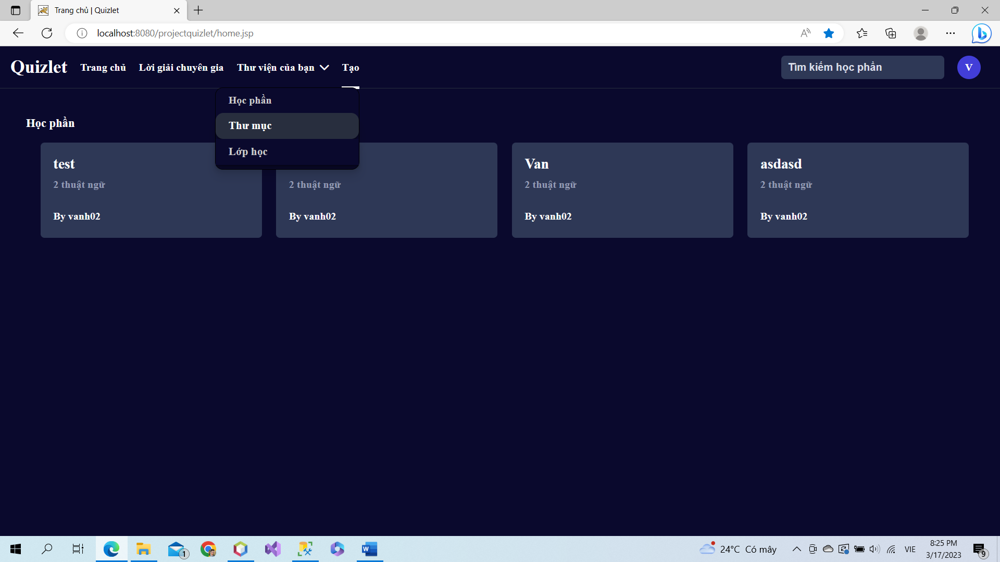 Trang chủ | Quizlet
localhost:8080/projectquizlet/home.jsp
Quizlet Trang chủ Lời giải chuyên gia Thư viện của bạn Tạo Tìm kiếm học phần V
Học phần
Thư mục
Lớp học
Học phần
test
2 thuật ngữ
By vanh02
2 thuật ngữ
By vanh02
Van
2 thuật ngữ
By vanh02
asdasd
2 thuật ngữ
By vanh02
1
24°C Có mây
VIE
8:25 PM
3/17/2023
9